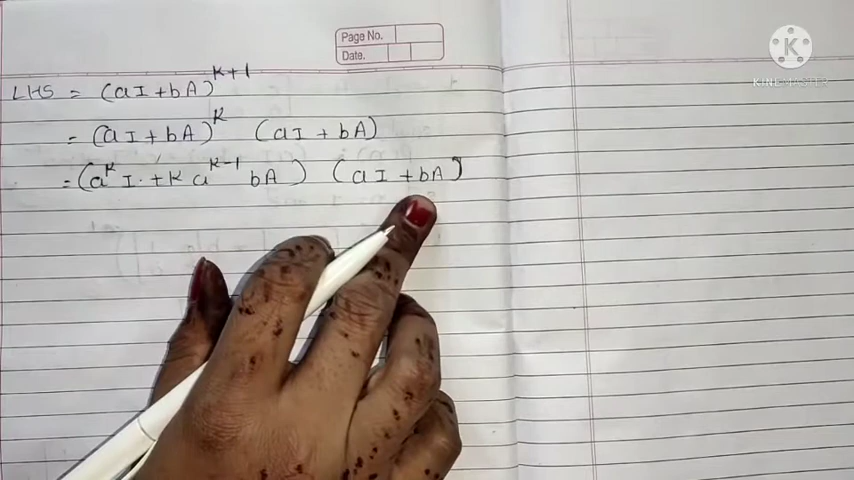 Page No.
Date.
K
KINEMASTER
LHS = (aI + bA)^{k+1}
= (aI + bA)^k (aI + bA)
= (a^k I . + k a^{k-1} bA) (aI + bA)